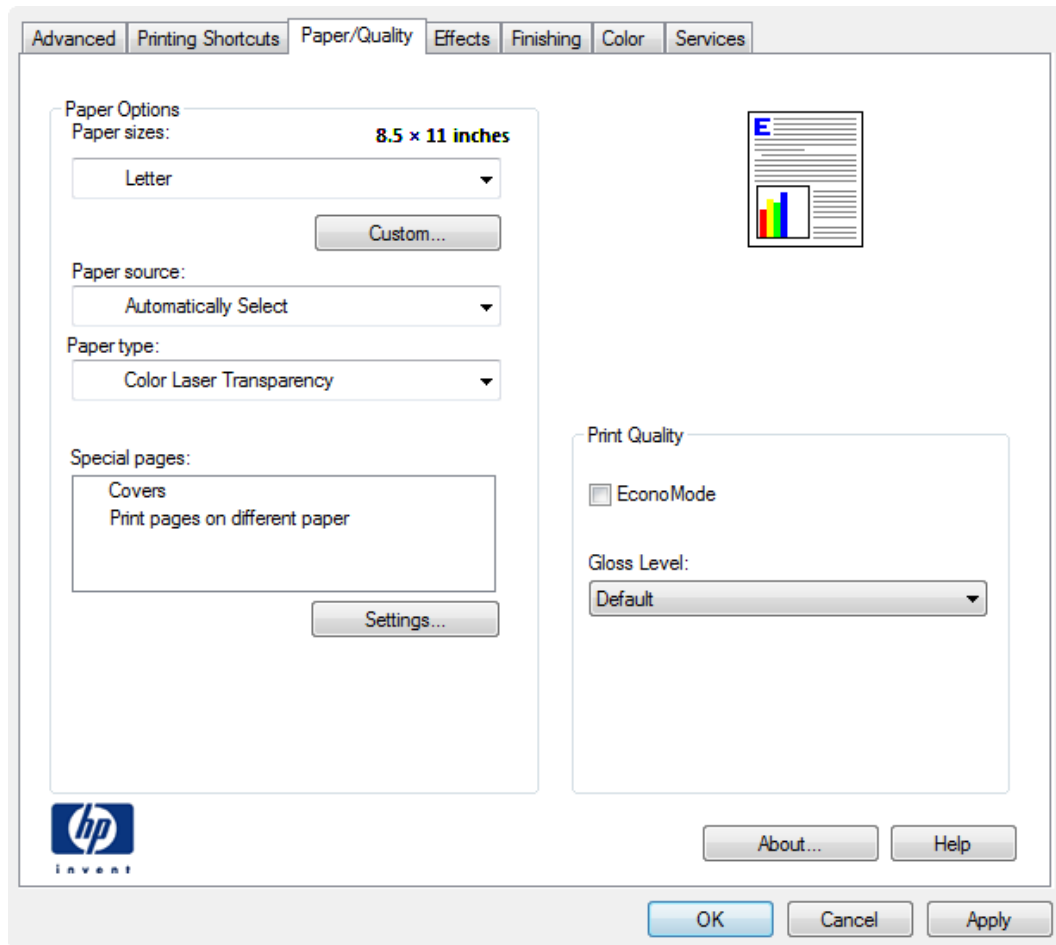 Advanced Printing Shortcuts Paper/Quality Effects Finishing Color Services
Paper Options
Paper sizes: 8.5 × 11 inches
Letter
Custom...
Paper source:
Automatically Select
Paper type:
Color Laser Transparency
Special pages:
Covers
Print pages on different paper
Settings...
E
Print Quality
EconoMode
Gloss Level:
Default
hp
invent
About... Help
OK Cancel Apply